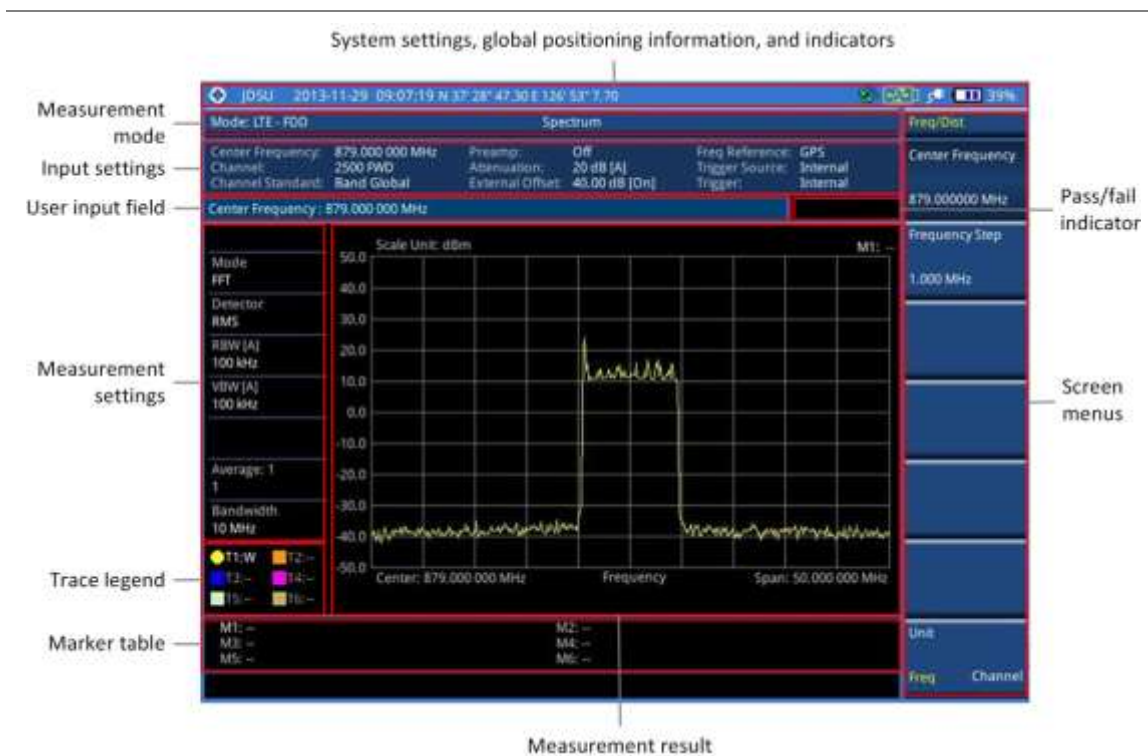 System settings, global positioning information, and indicators
JDSU 2013-11-29 09:07:19 N 37° 28' 47.30 E 126° 53' 7.70
39%
Measurement mode
Mode: LTE - FDD
Spectrum
Freq/Dist
Input settings
Center Frequency: 879.000 000 MHz
Preamp: Off
Freq Reference: GPS
Channel: 2500 FWD
Attenuation: 20 dB [A]
Trigger Source: Internal
Channel Standard: Band Global
External Offset: 40.00 dB [On]
Trigger: Internal
Center Frequency
879.000000 MHz
User input field
Center Frequency : 879.000 000 MHz
Pass/fail indicator
Frequency Step
1.000 MHz
Measurement settings
Mode
FFT
Detector
RMS
RBW [A]
100 kHz
VBW [A]
100 kHz
Average: 1
1
Bandwidth
10 MHz
Scale Unit: dBm
M1: --
50.0
40.0
30.0
20.0
10.0
0.0
-10.0
-20.0
-30.0
-40.0
-50.0
Center: 879.000 000 MHz
Frequency
Span: 50.000 000 MHz
Screen menus
Trace legend
T1:W T2:--
T3:-- T4:--
T5:-- T6:--
Marker table
M1: -- M2: --
M3: -- M4: --
M5: -- M6: --
Unit
Freq Channel
Measurement result